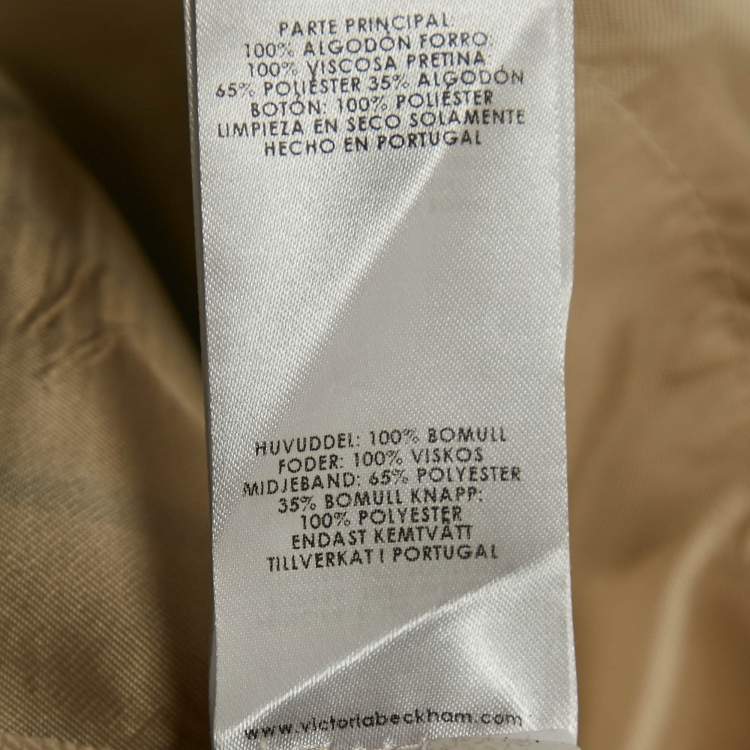 PARTE PRINCIPAL:
100% ALGODÓN FORRO:
100% VISCOSA PRETINA
65% POLIÉSTER 35% ALGODÓN
BOTÓN: 100% POLIÉSTER
LIMPIEZA EN SECO SOLAMENTE
HECHO EN PORTUGAL
HUVUDDEL: 100% BOMULL
FODER: 100% VISKOS
MIDJEBAND: 65% POLYESTER
35% BOMULL KNAPP:
100% POLYESTER
ENDAST KEMTVÄTT
TILLVERKAT I PORTUGAL
www.victoriabeckham.com